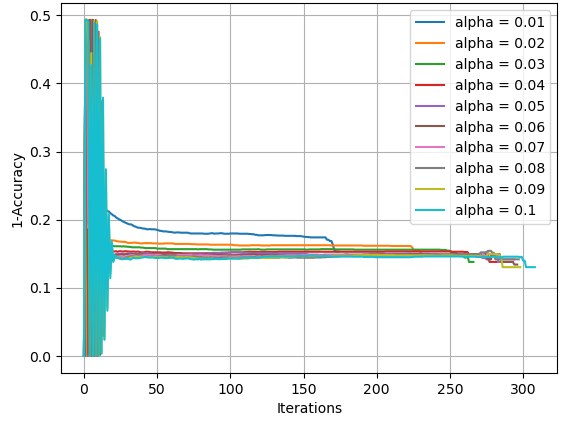 0.5
0.4
0.3
0.2
0.1
0.0
1-Accuracy
alpha = 0.01
alpha = 0.02
alpha = 0.03
alpha = 0.04
alpha = 0.05
alpha = 0.06
alpha = 0.07
alpha = 0.08
alpha = 0.09
alpha = 0.1
0 50 100 150 200 250 300
Iterations